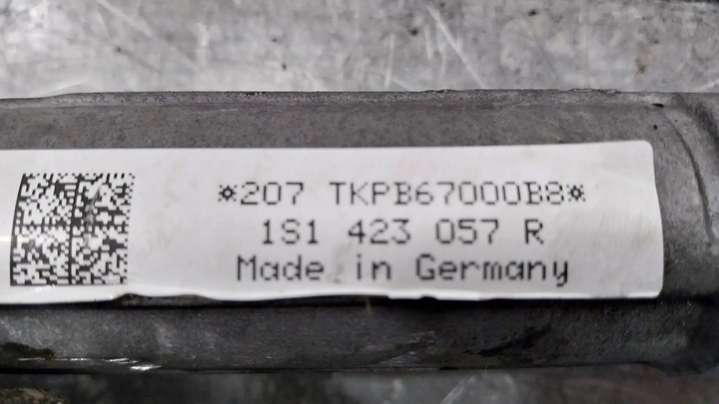 *207 TKPB67000B8*
1S1 423 057 R
Made in Germany